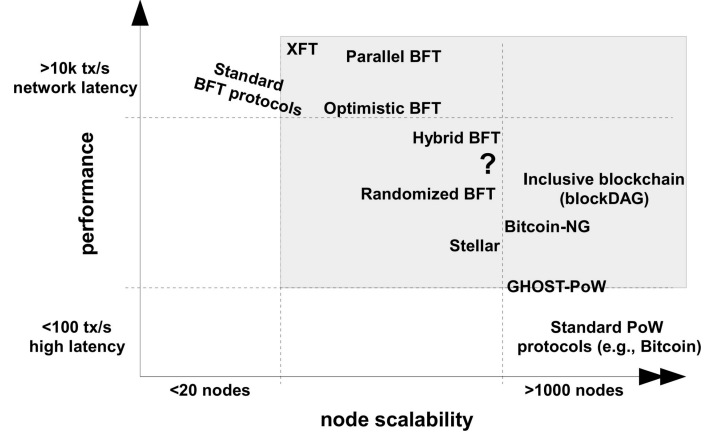 XFT
Parallel BFT
>10k tx/s
network latency
Standard
BFT protocols
Optimistic BFT
Hybrid BFT
?
performance
Inclusive blockchain
(blockDAG)
Randomized BFT
Bitcoin-NG
Stellar
GHOST-PoW
<100 tx/s
high latency
Standard PoW
protocols (e.g., Bitcoin)
<20 nodes
>1000 nodes
node scalability